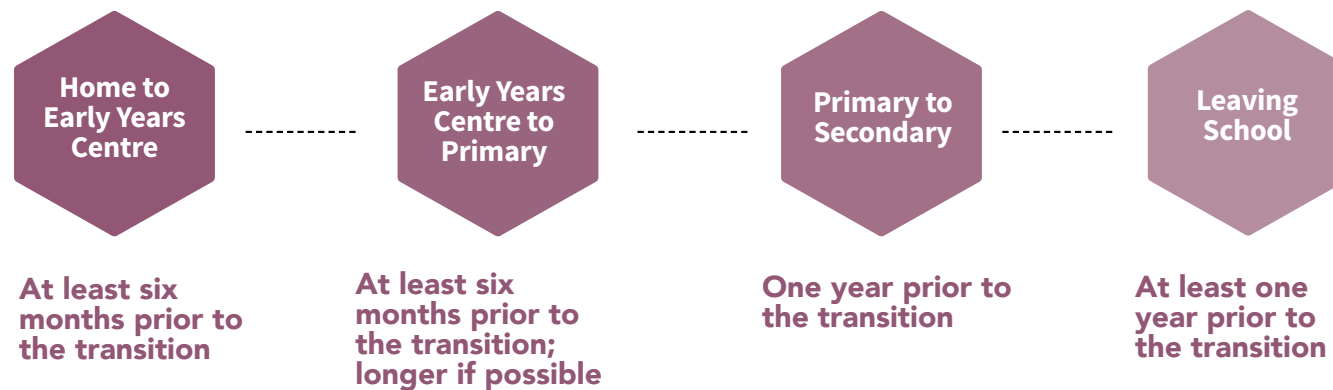 Home to
Early Years
Centre
Early Years
Centre to
Primary
Primary to
Secondary
Leaving
School
At least six
months prior to
the transition
At least six
months prior to
the transition;
longer if possible
One year prior to
the transition
At least one
year prior to
the transition